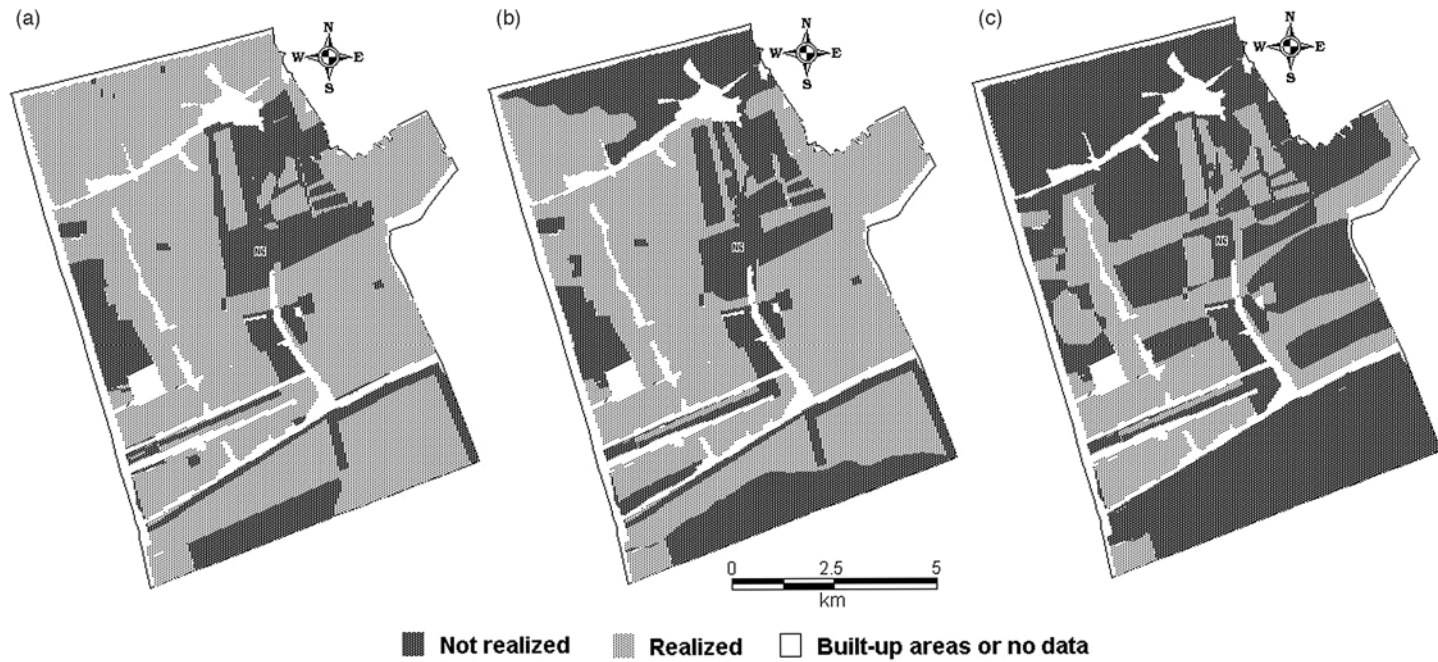 (a)
N
W E
S
(b)
N
W E
S
(c)
N
W E
S
NS
NS
NS
0 2.5 5
km
Not realized Realized Built-up areas or no data